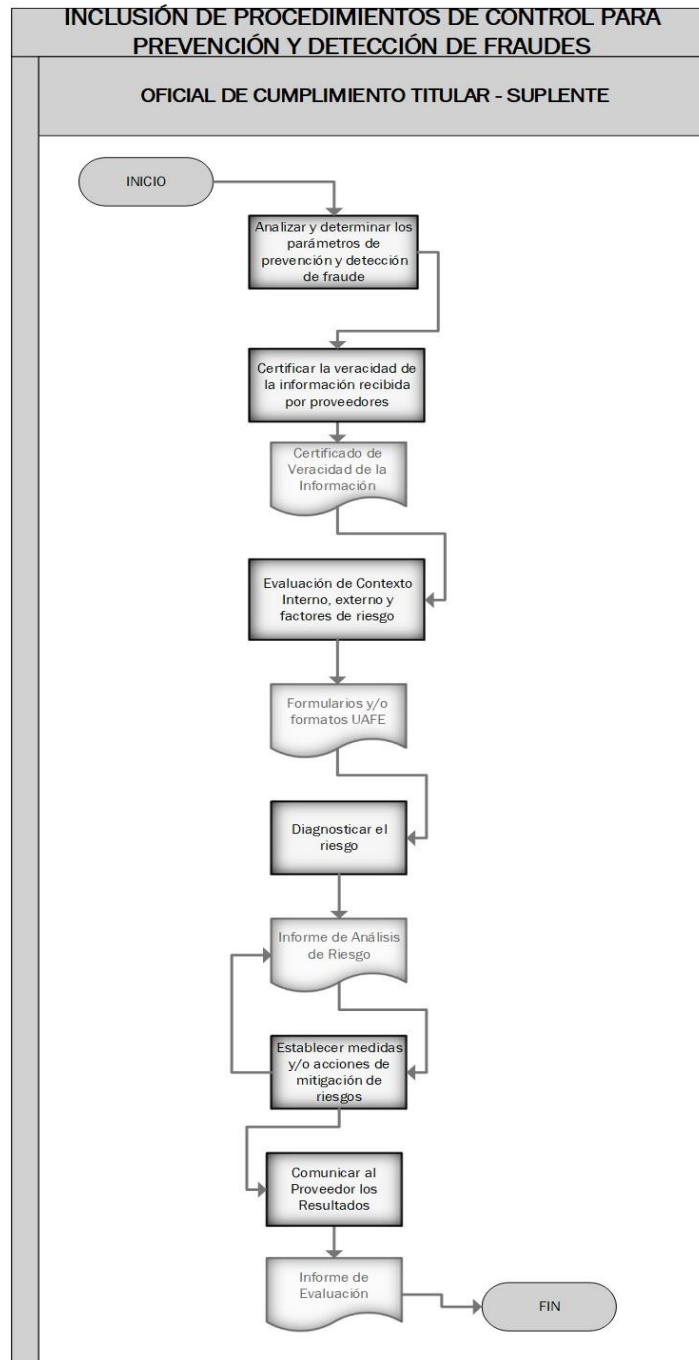 INCLUSIÓN DE PROCEDIMIENTOS DE CONTROL PARA
PREVENCIÓN Y DETECCIÓN DE FRAUDES
OFICIAL DE CUMPLIMIENTO TITULAR - SUPLENTE
INICIO
Analizar y determinar los
parámetros de
prevención y detección
de fraude
Certificar la veracidad de
la información recibida
por proveedores
Certificado de
Veracidad de la
Información
Evaluación de Contexto
Interno, externo y
factores de riesgo
Formularios y/o
formatos UAFE
Diagnosticar el
riesgo
Informe de Análisis
de Riesgo
Establecer medidas
y/o acciones de
mitigación de
riesgos
Comunicar al
Proveedor los
Resultados
Informe de
Evaluación
FIN